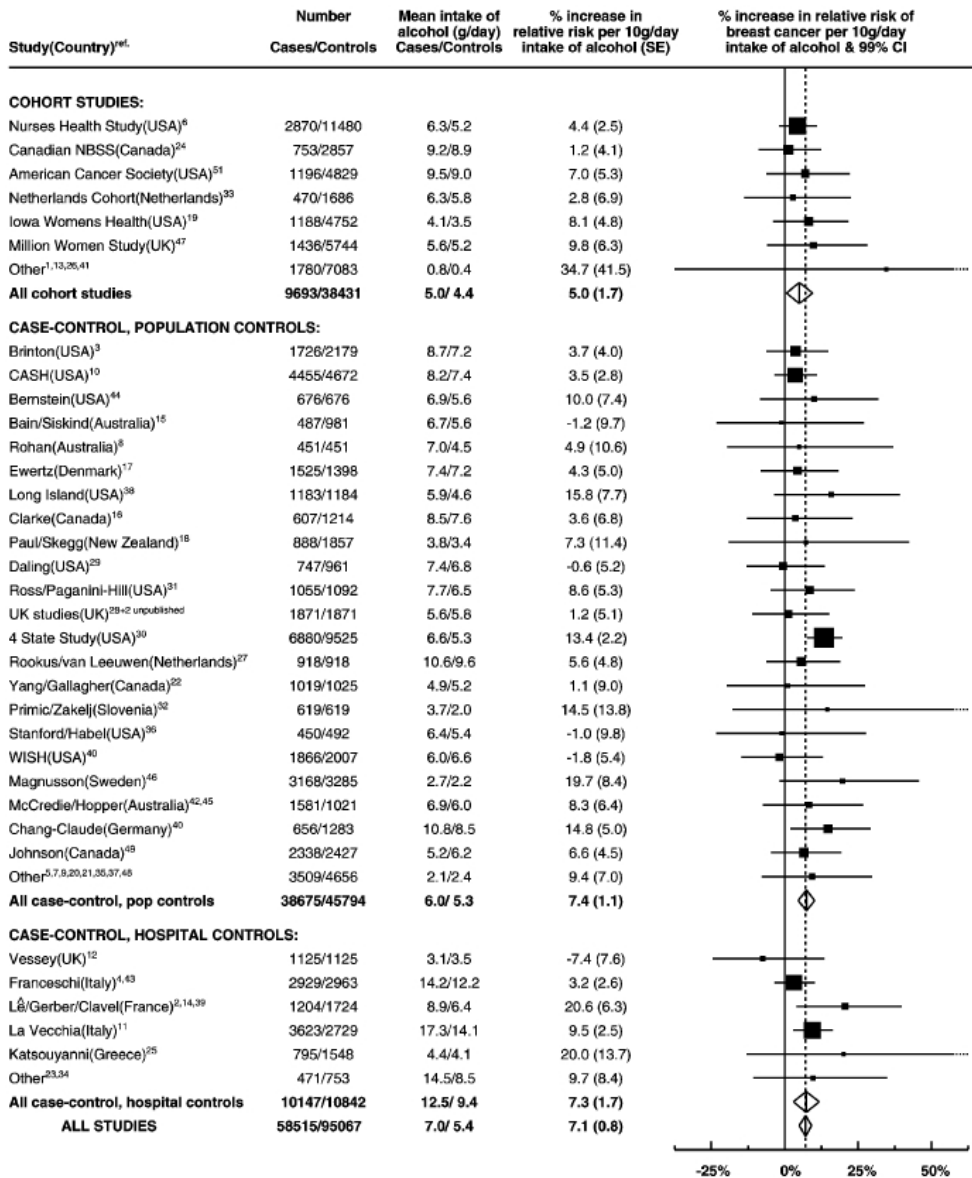 Study(Country)ref. Number Cases/Controls Mean intake of alcohol (g/day) Cases/Controls % increase in relative risk per 10g/day intake of alcohol (SE) % increase in relative risk of breast cancer per 10g/day intake of alcohol & 99% CI
COHORT STUDIES:
Nurses Health Study(USA)6 2870/11480 6.3/5.2 4.4 (2.5)
Canadian NBSS(Canada)24 753/2857 9.2/8.9 1.2 (4.1)
American Cancer Society(USA)51 1196/4829 9.5/9.0 7.0 (5.3)
Netherlands Cohort(Netherlands)33 470/1686 6.3/5.8 2.8 (6.9)
Iowa Womens Health(USA)19 1188/4752 4.1/3.5 8.1 (4.8)
Million Women Study(UK)47 1436/5744 5.6/5.2 9.8 (6.3)
Other1,13,26,41 1780/7083 0.8/0.4 34.7 (41.5)
All cohort studies 9693/38431 5.0/ 4.4 5.0 (1.7)
CASE-CONTROL, POPULATION CONTROLS:
Brinton(USA)3 1726/2179 8.7/7.2 3.7 (4.0)
CASH(USA)10 4455/4672 8.2/7.4 3.5 (2.8)
Bernstein(USA)44 676/676 6.9/5.6 10.0 (7.4)
Bain/Siskind(Australia)15 487/981 6.7/5.6 -1.2 (9.7)
Rohan(Australia)8 451/451 7.0/4.5 4.9 (10.6)
Ewertz(Denmark)17 1525/1398 7.4/7.2 4.3 (5.0)
Long Island(USA)38 1183/1184 5.9/4.6 15.8 (7.7)
Clarke(Canada)16 607/1214 8.5/7.6 3.6 (6.8)
Paul/Skegg(New Zealand)18 888/1857 3.8/3.4 7.3 (11.4)
Daling(USA)29 747/961 7.4/6.8 -0.6 (5.2)
Ross/Paganini-Hill(USA)31 1055/1092 7.7/6.5 8.6 (5.3)
UK studies(UK)28+2 unpublished 1871/1871 5.6/5.8 1.2 (5.1)
4 State Study(USA)30 6880/9525 6.6/5.3 13.4 (2.2)
Rookus/van Leeuwen(Netherlands)27 918/918 10.6/9.6 5.6 (4.8)
Yang/Gallagher(Canada)22 1019/1025 4.9/5.2 1.1 (9.0)
Primic/Zakelj(Slovenia)32 619/619 3.7/2.0 14.5 (13.8)
Stanford/Habel(USA)36 450/492 6.4/5.4 -1.0 (9.8)
WISH(USA)40 1866/2007 6.0/6.6 -1.8 (5.4)
Magnusson(Sweden)46 3168/3285 2.7/2.2 19.7 (8.4)
McCredie/Hopper(Australia)42,45 1581/1021 6.9/6.0 8.3 (6.4)
Chang-Claude(Germany)40 656/1283 10.8/8.5 14.8 (5.0)
Johnson(Canada)49 2338/2427 5.2/6.2 6.6 (4.5)
Other5,7,9,20,21,35,37,48 3509/4656 2.1/2.4 9.4 (7.0)
All case-control, pop controls 38675/45794 6.0/ 5.3 7.4 (1.1)
CASE-CONTROL, HOSPITAL CONTROLS:
Vessey(UK)12 1125/1125 3.1/3.5 -7.4 (7.6)
Franceschi(Italy)4,43 2929/2963 14.2/12.2 3.2 (2.6)
Lê/Gerber/Clavel(France)2,14,39 1204/1724 8.9/6.4 20.6 (6.3)
La Vecchia(Italy)11 3623/2729 17.3/14.1 9.5 (2.5)
Katsouyanni(Greece)25 795/1548 4.4/4.1 20.0 (13.7)
Other23,34 471/753 14.5/8.5 9.7 (8.4)
All case-control, hospital controls 10147/10842 12.5/ 9.4 7.3 (1.7)
ALL STUDIES 58515/95067 7.0/ 5.4 7.1 (0.8)
-25% 0% 25% 50%